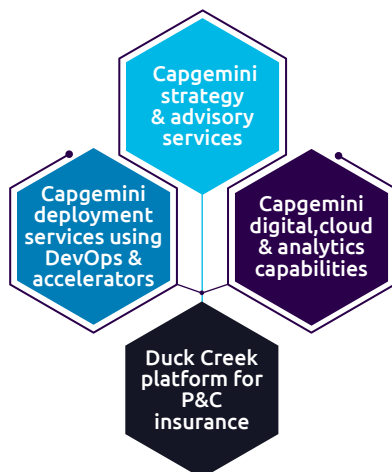 Capgemini
strategy
& advisory
services
Capgemini
deployment
services using
DevOps &
accelerators
Capgemini
digital,cloud
& analytics
capabilities
Duck Creek
platform for
P&C
insurance